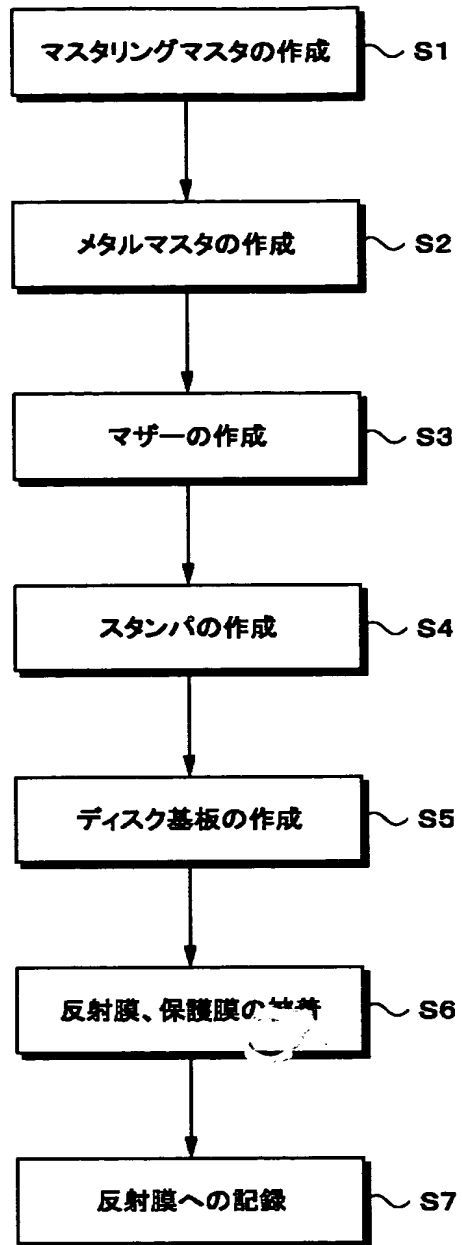 マスタリングマスタの作成 S1
メタルマスタの作成 S2
マザーの作成 S3
スタンパの作成 S4
ディスク基板の作成 S5
反射膜、保護膜の S6
反射膜への記録 S7